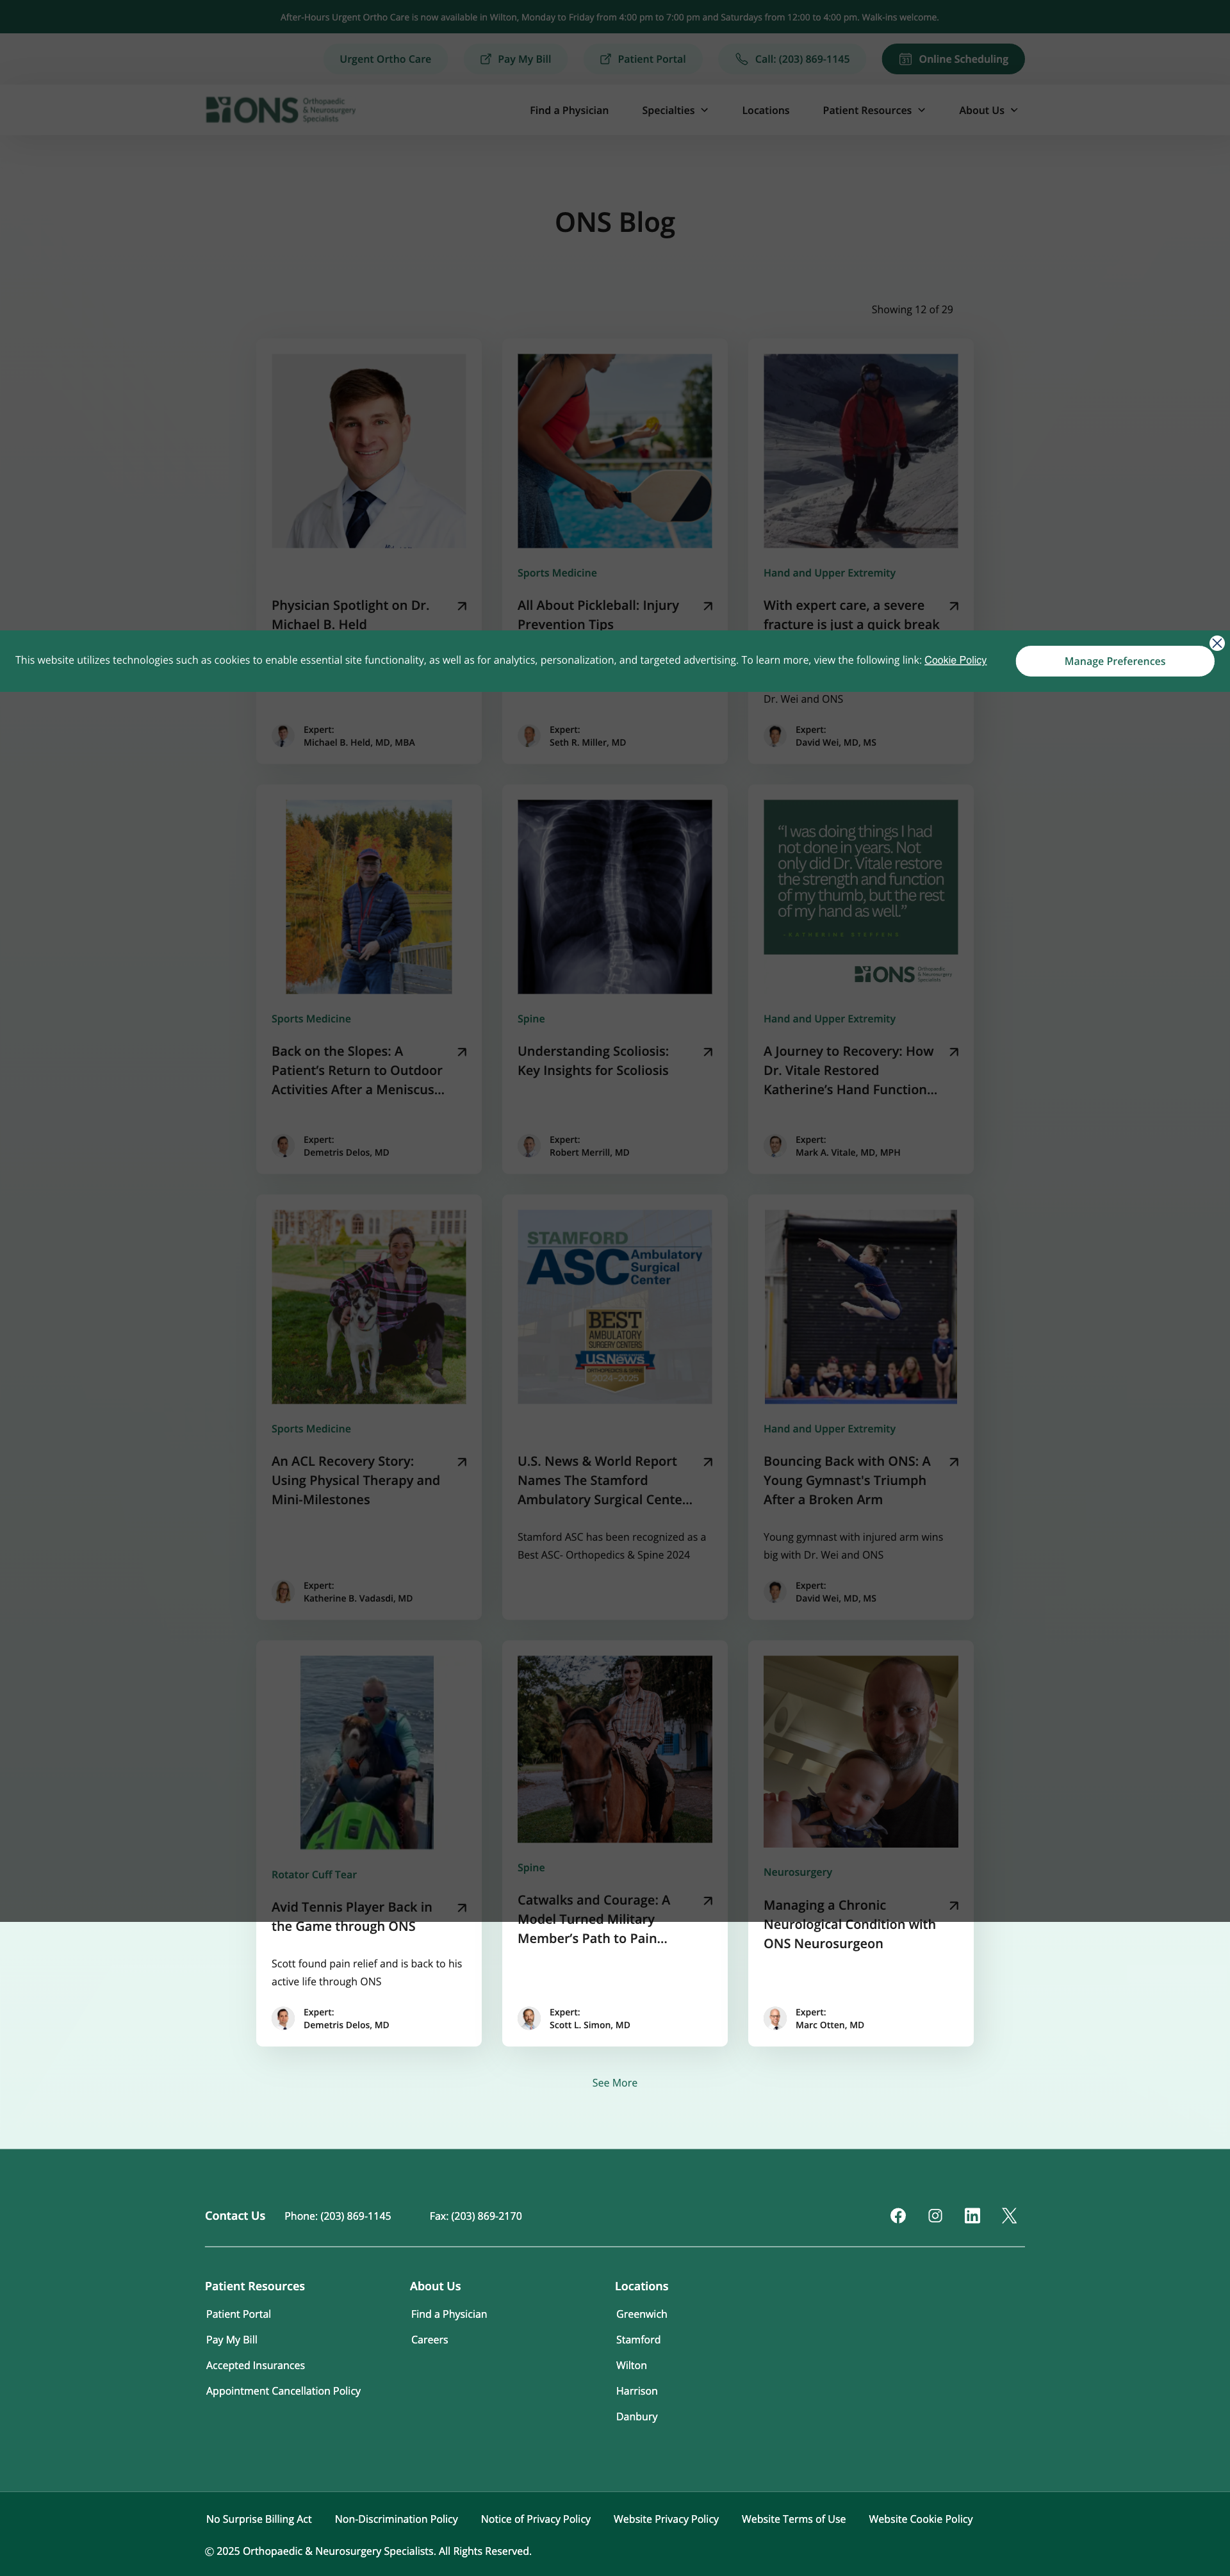 After-Hours Urgent Ortho Care is now available in Wilton, Monday to Friday from 4:00 pm to 7:00 pm and Saturdays from 12:00 to 4:00 pm. Walk-ins welcome.
Urgent Ortho Care
Pay My Bill
Patient Portal
Call: (203) 869-1145
Online Scheduling
ONS Orthopaedic
& Neurosurgery
Specialists
Find a Physician
Specialties
Locations
Patient Resources
About Us
ONS Blog
Showing 12 of 29
Physician Spotlight on Dr.
Michael B. Held
Expert:
Michael B. Held, MD, MBA
Sports Medicine
All About Pickleball: Injury
Prevention Tips
Expert:
Seth R. Miller, MD
Hand and Upper Extremity
With expert care, a severe
fracture is just a quick break
This website utilizes technologies such as cookies to enable essential site functionality, as well as for analytics, personalization, and targeted advertising. To learn more, view the following link: Cookie Policy
Manage Preferences
Dr. Wei and ONS
Expert:
David Wei, MD, MS
Sports Medicine
Back on the Slopes: A
Patient’s Return to Outdoor
Activities After a Meniscus...
Expert:
Demetris Delos, MD
Spine
Understanding Scoliosis:
Key Insights for Scoliosis
Expert:
Robert Merrill, MD
“I was doing things I had
not done in years. Not
only did Dr. Vitale restore
the strength and function
of my thumb, but the rest
of my hand as well.”
ONS Orthopaedic
& Neurosurgery
Specialists
Hand and Upper Extremity
A Journey to Recovery: How
Dr. Vitale Restored
Katherine’s Hand Function...
Expert:
Mark A. Vitale, MD, MPH
Sports Medicine
An ACL Recovery Story:
Using Physical Therapy and
Mini-Milestones
Expert:
Katherine B. Vadasdi, MD
STAMFORD
ASC Ambulatory
Surgical
Center
BEST
AMBULATORY
SURGERY CENTERS
U.S. News
ORTHOPEDICS & SPINE
2024-2025
U.S. News & World Report
Names The Stamford
Ambulatory Surgical Cente...
Stamford ASC has been recognized as a
Best ASC- Orthopedics & Spine 2024
Hand and Upper Extremity
Bouncing Back with ONS: A
Young Gymnast's Triumph
After a Broken Arm
Young gymnast with injured arm wins
big with Dr. Wei and ONS
Expert:
David Wei, MD, MS
Rotator Cuff Tear
Avid Tennis Player Back in
the Game through ONS
Scott found pain relief and is back to his
active life through ONS
Expert:
Demetris Delos, MD
Spine
Catwalks and Courage: A
Model Turned Military
Member’s Path to Pain...
Expert:
Scott L. Simon, MD
Neurosurgery
Managing a Chronic
Neurological Condition with
ONS Neurosurgeon
Expert:
Marc Otten, MD
See More
Contact Us
Phone: (203) 869-1145
Fax: (203) 869-2170
Patient Resources
Patient Portal
Pay My Bill
Accepted Insurances
Appointment Cancellation Policy
About Us
Find a Physician
Careers
Locations
Greenwich
Stamford
Wilton
Harrison
Danbury
No Surprise Billing Act
Non-Discrimination Policy
Notice of Privacy Policy
Website Privacy Policy
Website Terms of Use
Website Cookie Policy
© 2025 Orthopaedic & Neurosurgery Specialists. All Rights Reserved.